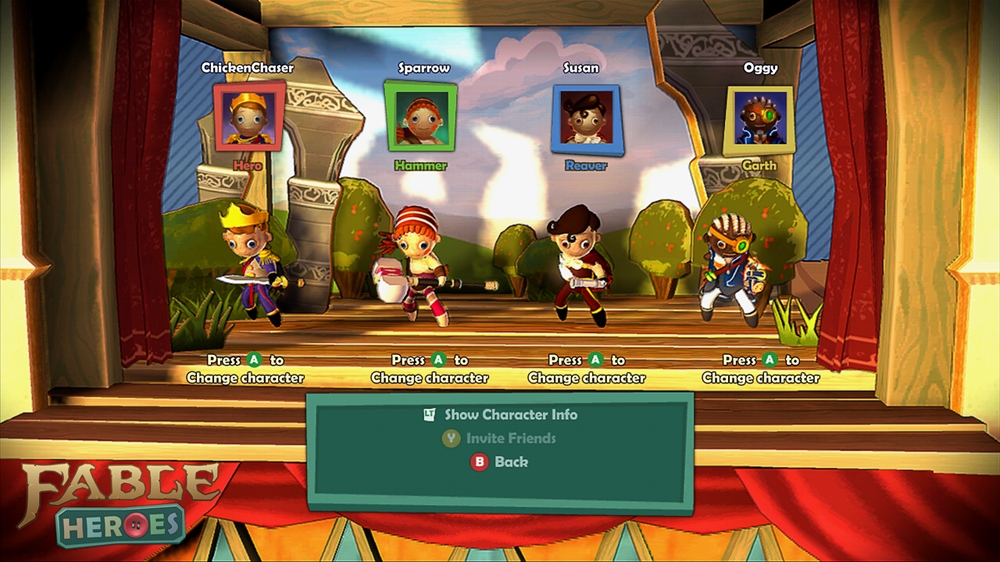 ChickenChaser
Sparrow
Susan
Oggy
Hero
Hammer
Reaver
Garth
Press A to
Change character
Press A to
Change character
Press A to
Change character
Press A to
Change character
LT Show Character Info
Y Invite Friends
B Back
FABLE
HEROES